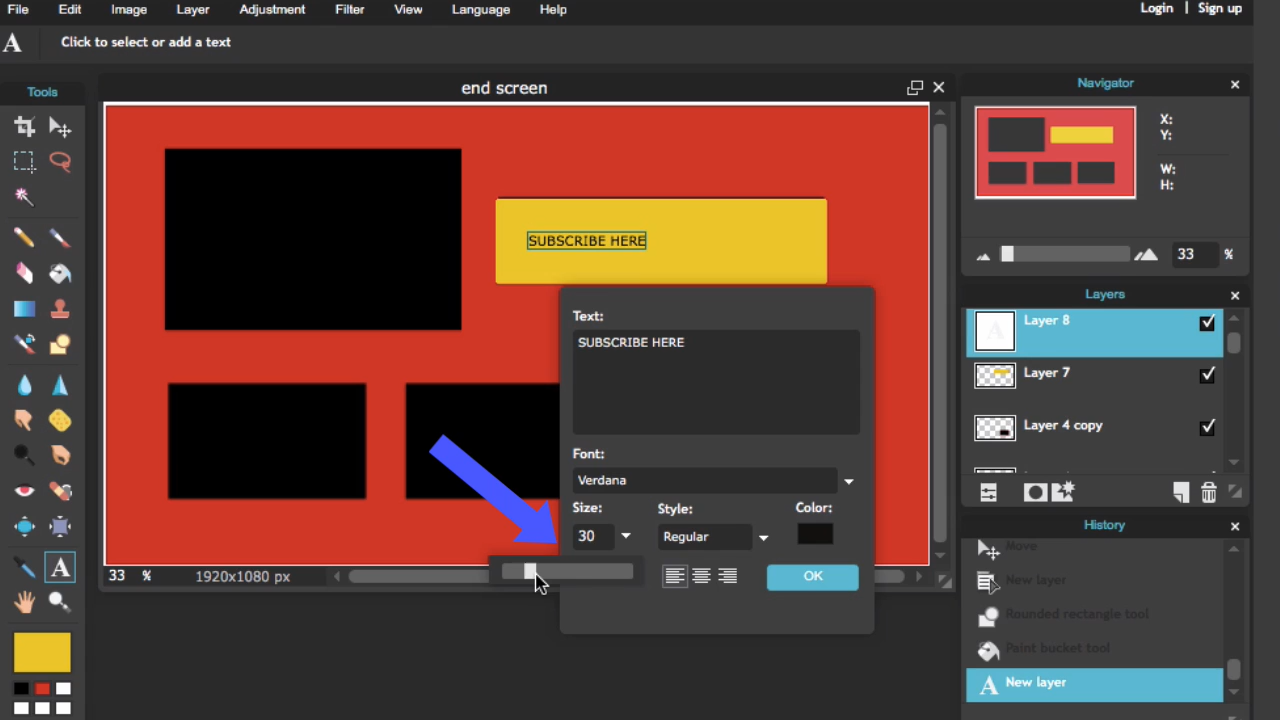 File Edit Image Layer Adjustment Filter View Language Help Login | Sign up
A Click to select or add a text
Tools
end screen
Navigator
X:
Y:
W:
H:
SUBSCRIBE HERE
33 %
Layers
Layer 8
Layer 7
Layer 4 copy
Text:
SUBSCRIBE HERE
Font:
Verdana
Size: Style: Color:
30 Regular
OK
33 % 1920x1080 px
A
History
Move
New layer
Rounded rectangle tool
Paint bucket tool
A New layer